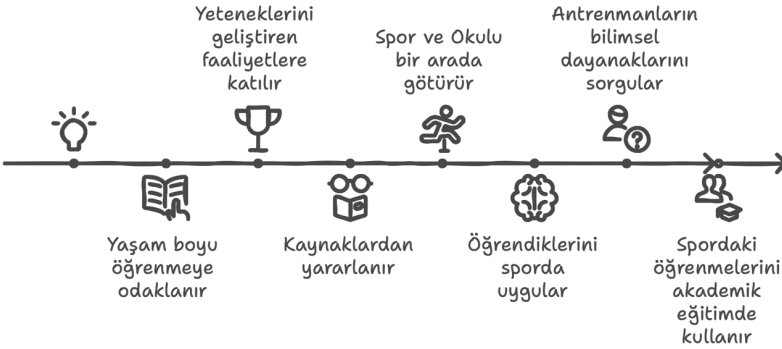 Yeteneklerini
geliştiren
faaliyetlere
katılır
Spor ve Okulu
bir arada
götürür
Antrenmanların
bilimsel
dayanaklarını
sorgular
Yaşam boyu
öğrenmeye
odaklanır
Kaynaklardan
yararlanır
Öğrendiklerini
sporda
uygular
Spordaki
öğrenmelerini
akademik
eğitimde
kullanır